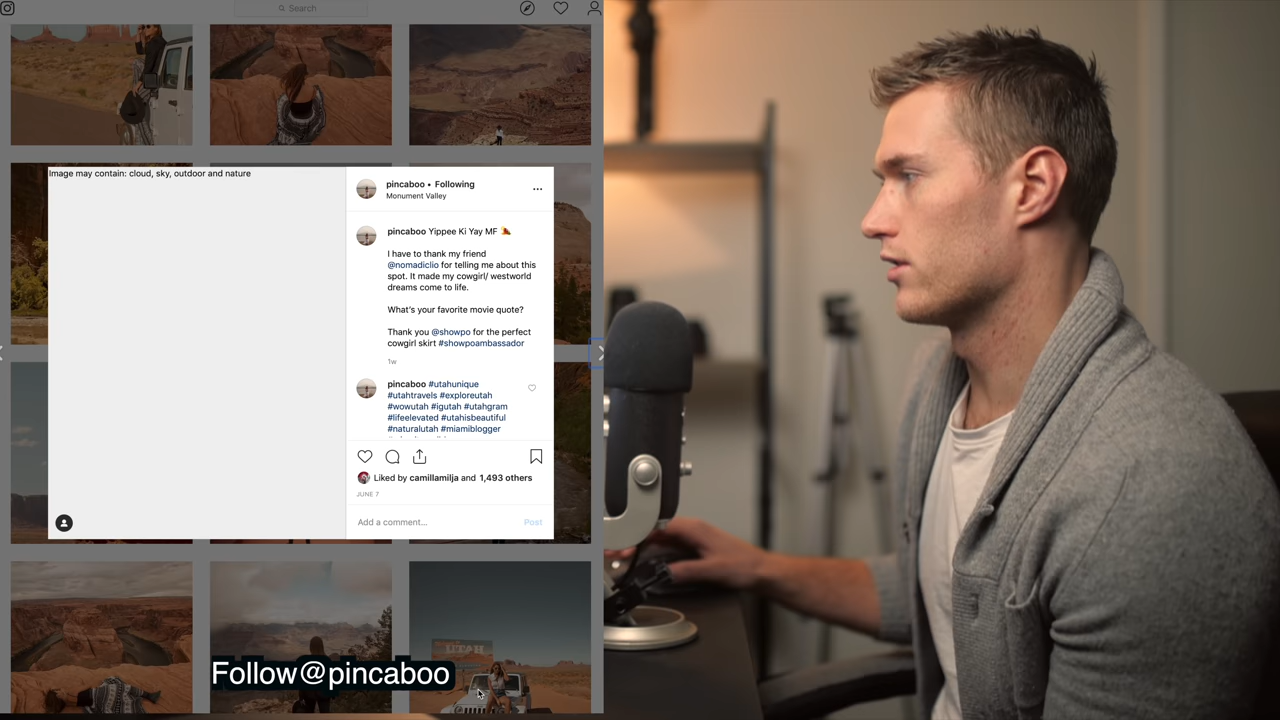 Search
Image may contain: cloud, sky, outdoor and nature
pincaboo • Following
Monument Valley
pincaboo Yippee Ki Yay MF
I have to thank my friend
@nomadiclio for telling me about this
spot. It made my cowgirl/ westworld
dreams come to life.
What's your favorite movie quote?
Thank you @showpo for the perfect
cowgirl skirt #showpoambassador
1w
pincaboo #utahunique
#utahtravels #exploreutah
#wowutah #igutah #utahgram
#lifeelevated #utahisbeautiful
#naturalutah #miamiblogger
Liked by camillamilja and 1,493 others
JUNE 7
Add a comment...
Post
UTAH
Follow@pincaboo